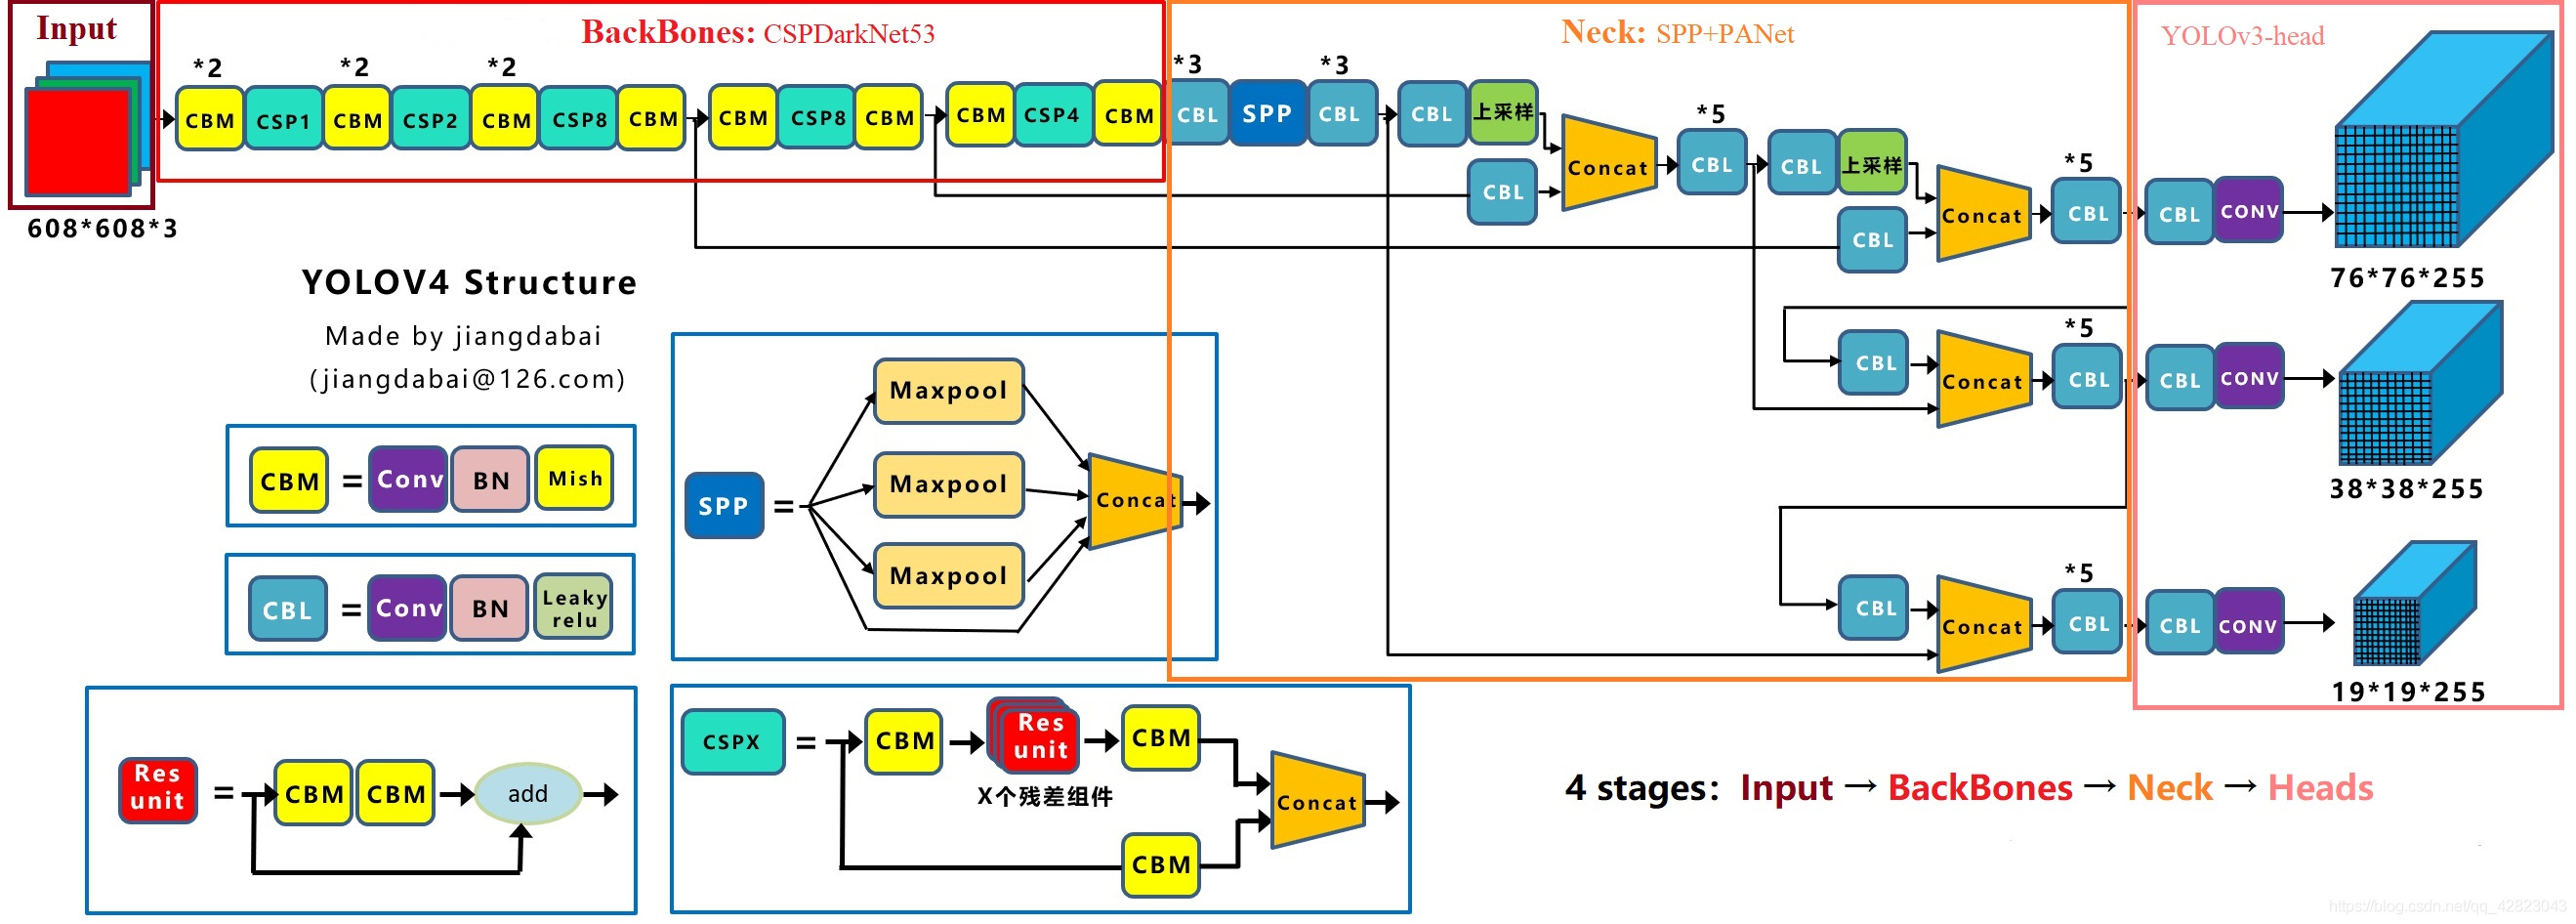 Input
BackBones: CSPDarkNet53
Neck: SPP+PANet
YOLOv3-head
*2
*2
*2
*3
*3
CBM
CSP1
CBM
CSP2
CBM
CSP8
CBM
CBM
CSP8
CBM
CBM
CSP4
CBM
CBL
SPP
CBL
CBL
上采样
*5
Concat
CBL
CBL
CBL
上采样
*5
CBL
Concat
CBL
CBL
CONV
608*608*3
76*76*255
YOLOV4 Structure
Made by jiangdabai
(jiangdabai@126.com)
*5
CBL
Concat
CBL
CBL
CONV
38*38*255
CBM
=
Conv
BN
Mish
SPP
=
Maxpool
Maxpool
Maxpool
Concat
CBL
=
Conv
BN
Leaky
relu
*5
CBL
Concat
CBL
CBL
CONV
19*19*255
Res
unit
=
CBM
CBM
add
CSPX
=
CBM
Res
unit
CBM
X个残差组件
CBM
Concat
4 stages: Input → BackBones → Neck → Heads
https://blog.csdn.net/qq_42823043